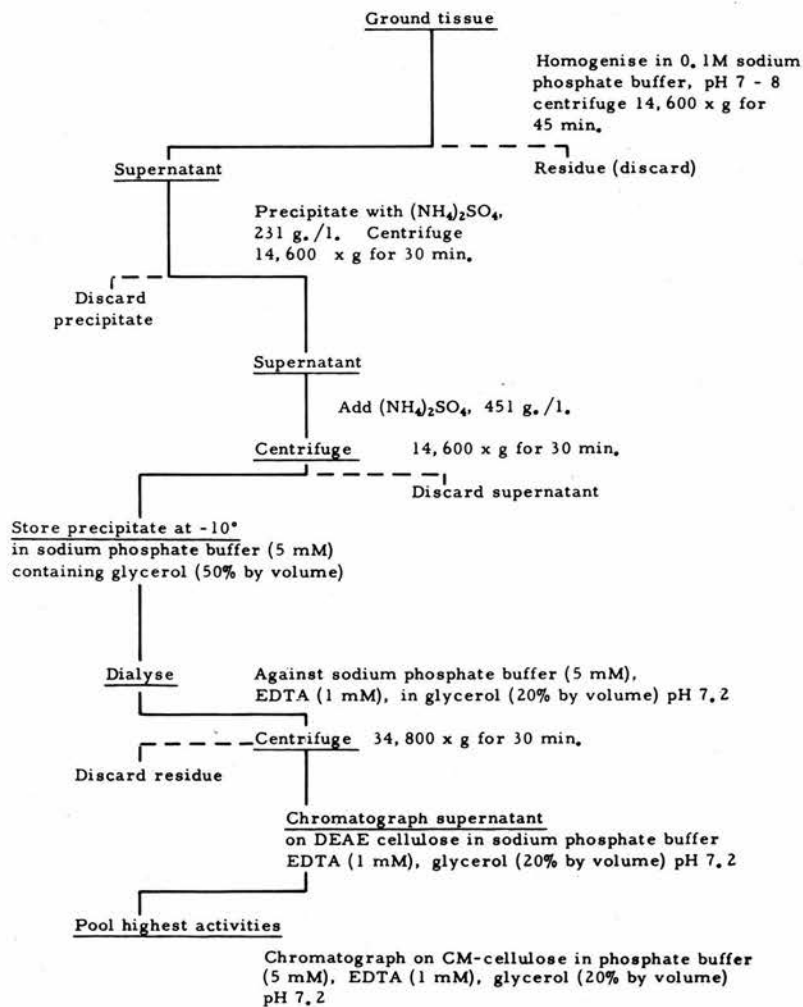 Ground tissue
Homogenise in 0.1M sodium
phosphate buffer, pH 7 - 8
centrifuge 14,600 x g for
45 min.
Supernatant
Residue (discard)
Precipitate with (NH₄)₂SO₄,
231 g./l. Centrifuge
14,600 x g for 30 min.
Discard
precipitate
Supernatant
Add (NH₄)₂SO₄, 451 g./l.
Centrifuge 14,600 x g for 30 min.
Discard supernatant
Store precipitate at -10°
in sodium phosphate buffer (5 mM)
containing glycerol (50% by volume)
Dialyse Against sodium phosphate buffer (5 mM),
EDTA (1 mM), in glycerol (20% by volume) pH 7.2
Centrifuge 34,800 x g for 30 min.
Discard residue
Chromatograph supernatant
on DEAE cellulose in sodium phosphate buffer
EDTA (1 mM), glycerol (20% by volume) pH 7.2
Pool highest activities
Chromatograph on CM-cellulose in phosphate buffer
(5 mM), EDTA (1 mM), glycerol (20% by volume)
pH 7.2